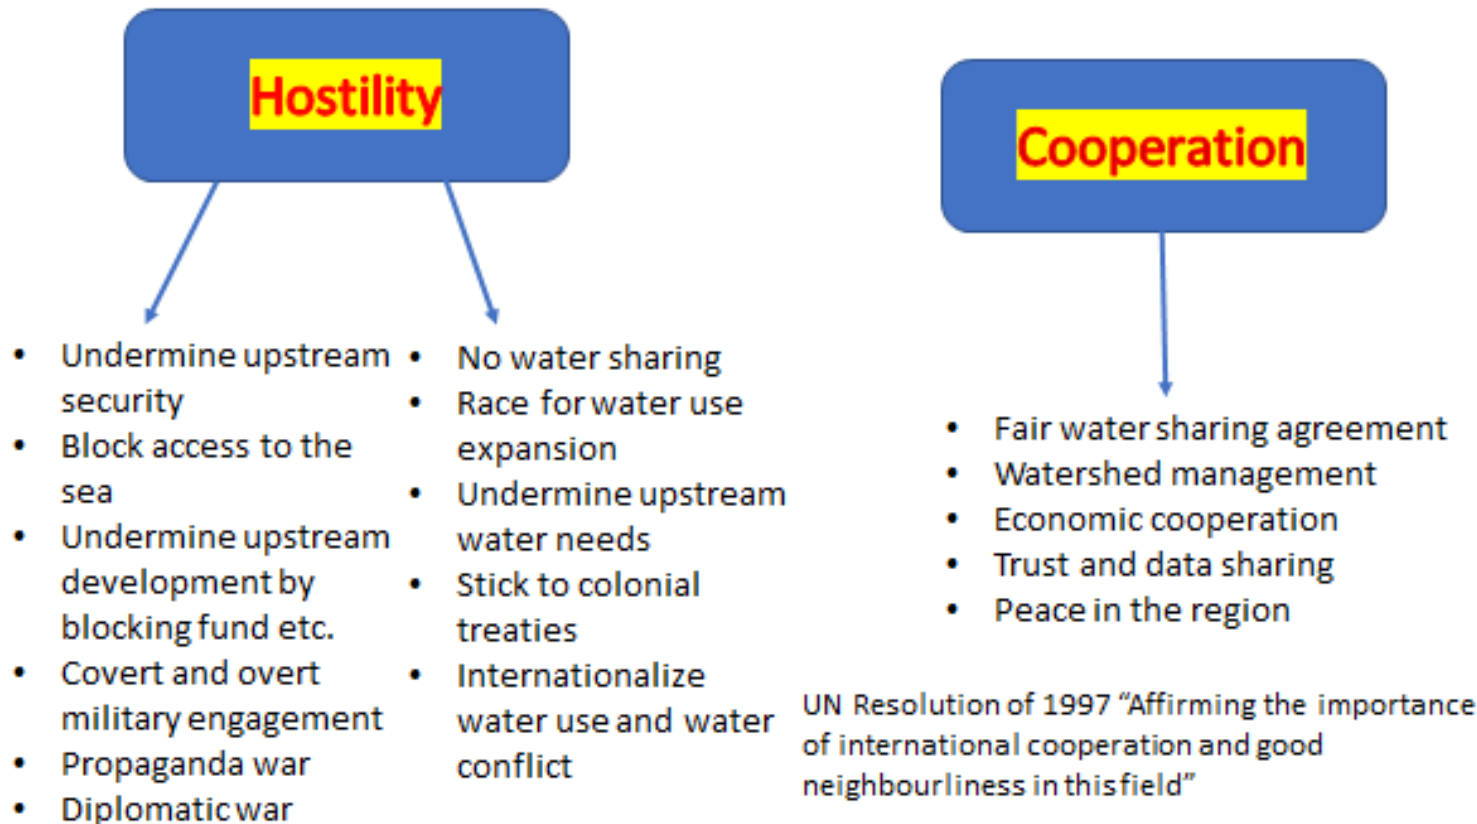 Hostility
• Undermine upstream
security
• Block access to the
sea
• Undermine upstream
development by
blocking fund etc.
• Covert and overt
military engagement
• Propaganda war
• Diplomatic war
• No water sharing
• Race for water use
expansion
• Undermine upstream
water needs
• Stick to colonial
treaties
• Internationalize
water use and water
conflict
Cooperation
• Fair water sharing agreement
• Watershed management
• Economic cooperation
• Trust and data sharing
• Peace in the region
UN Resolution of 1997 “Affirming the importance
of international cooperation and good
neighbourliness in this field”